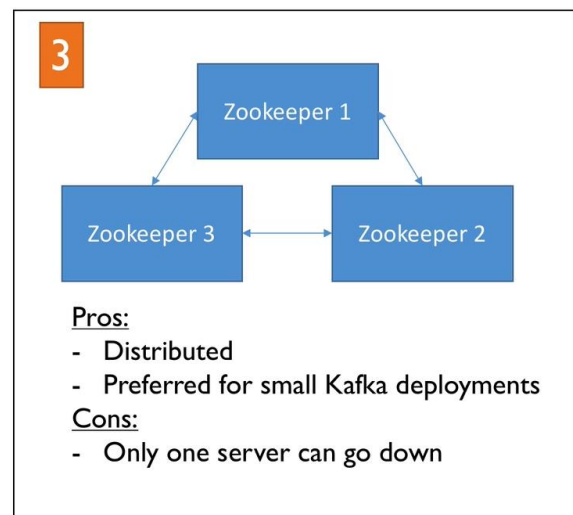 3
Zookeeper 1
Zookeeper 3
Zookeeper 2
Pros:
- Distributed
- Preferred for small Kafka deployments
Cons:
- Only one server can go down